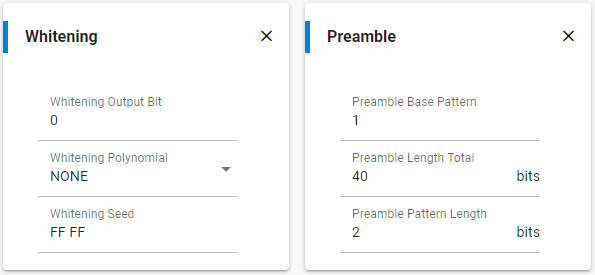 Whitening
Whitening Output Bit
0
Whitening Polynomial
NONE
Whitening Seed
FF FF
Preamble
Preamble Base Pattern
1
Preamble Length Total
40 bits
Preamble Pattern Length
2 bits